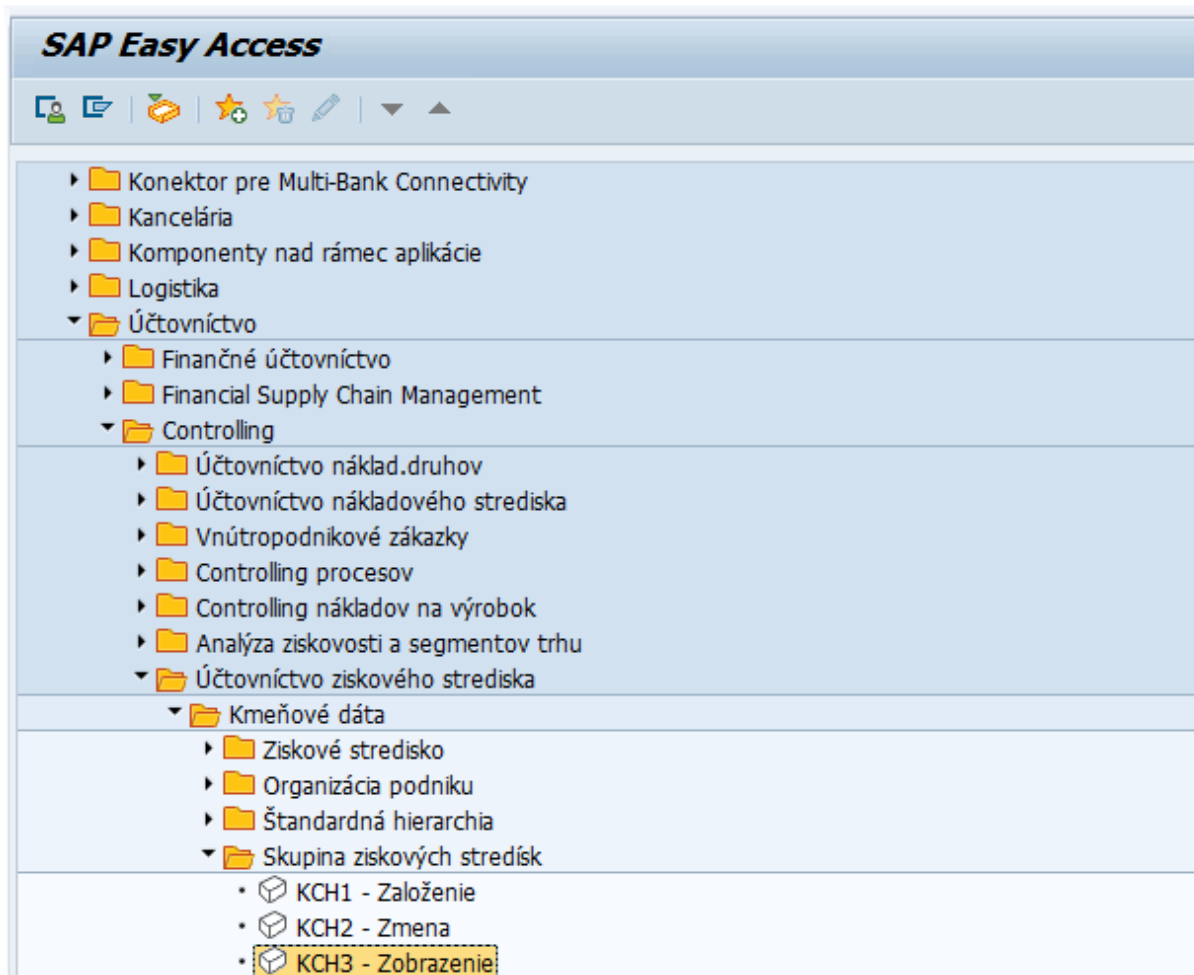 SAP Easy Access
Konektor pre Multi-Bank Connectivity
Kancelária
Komponenty nad rámec aplikácie
Logistika
Účtovníctvo
Finančné účtovníctvo
Financial Supply Chain Management
Controlling
Účtovníctvo náklad.druhov
Účtovníctvo nákladového strediska
Vnútropodnikové zákazky
Controlling procesov
Controlling nákladov na výrobok
Analýza ziskovosti a segmentov trhu
Účtovníctvo ziskového strediska
Kmeňové dáta
Ziskové stredisko
Organizácia podniku
Štandardná hierarchia
Skupina ziskových stredísk
KCH1 - Založenie
KCH2 - Zmena
KCH3 - Zobrazenie